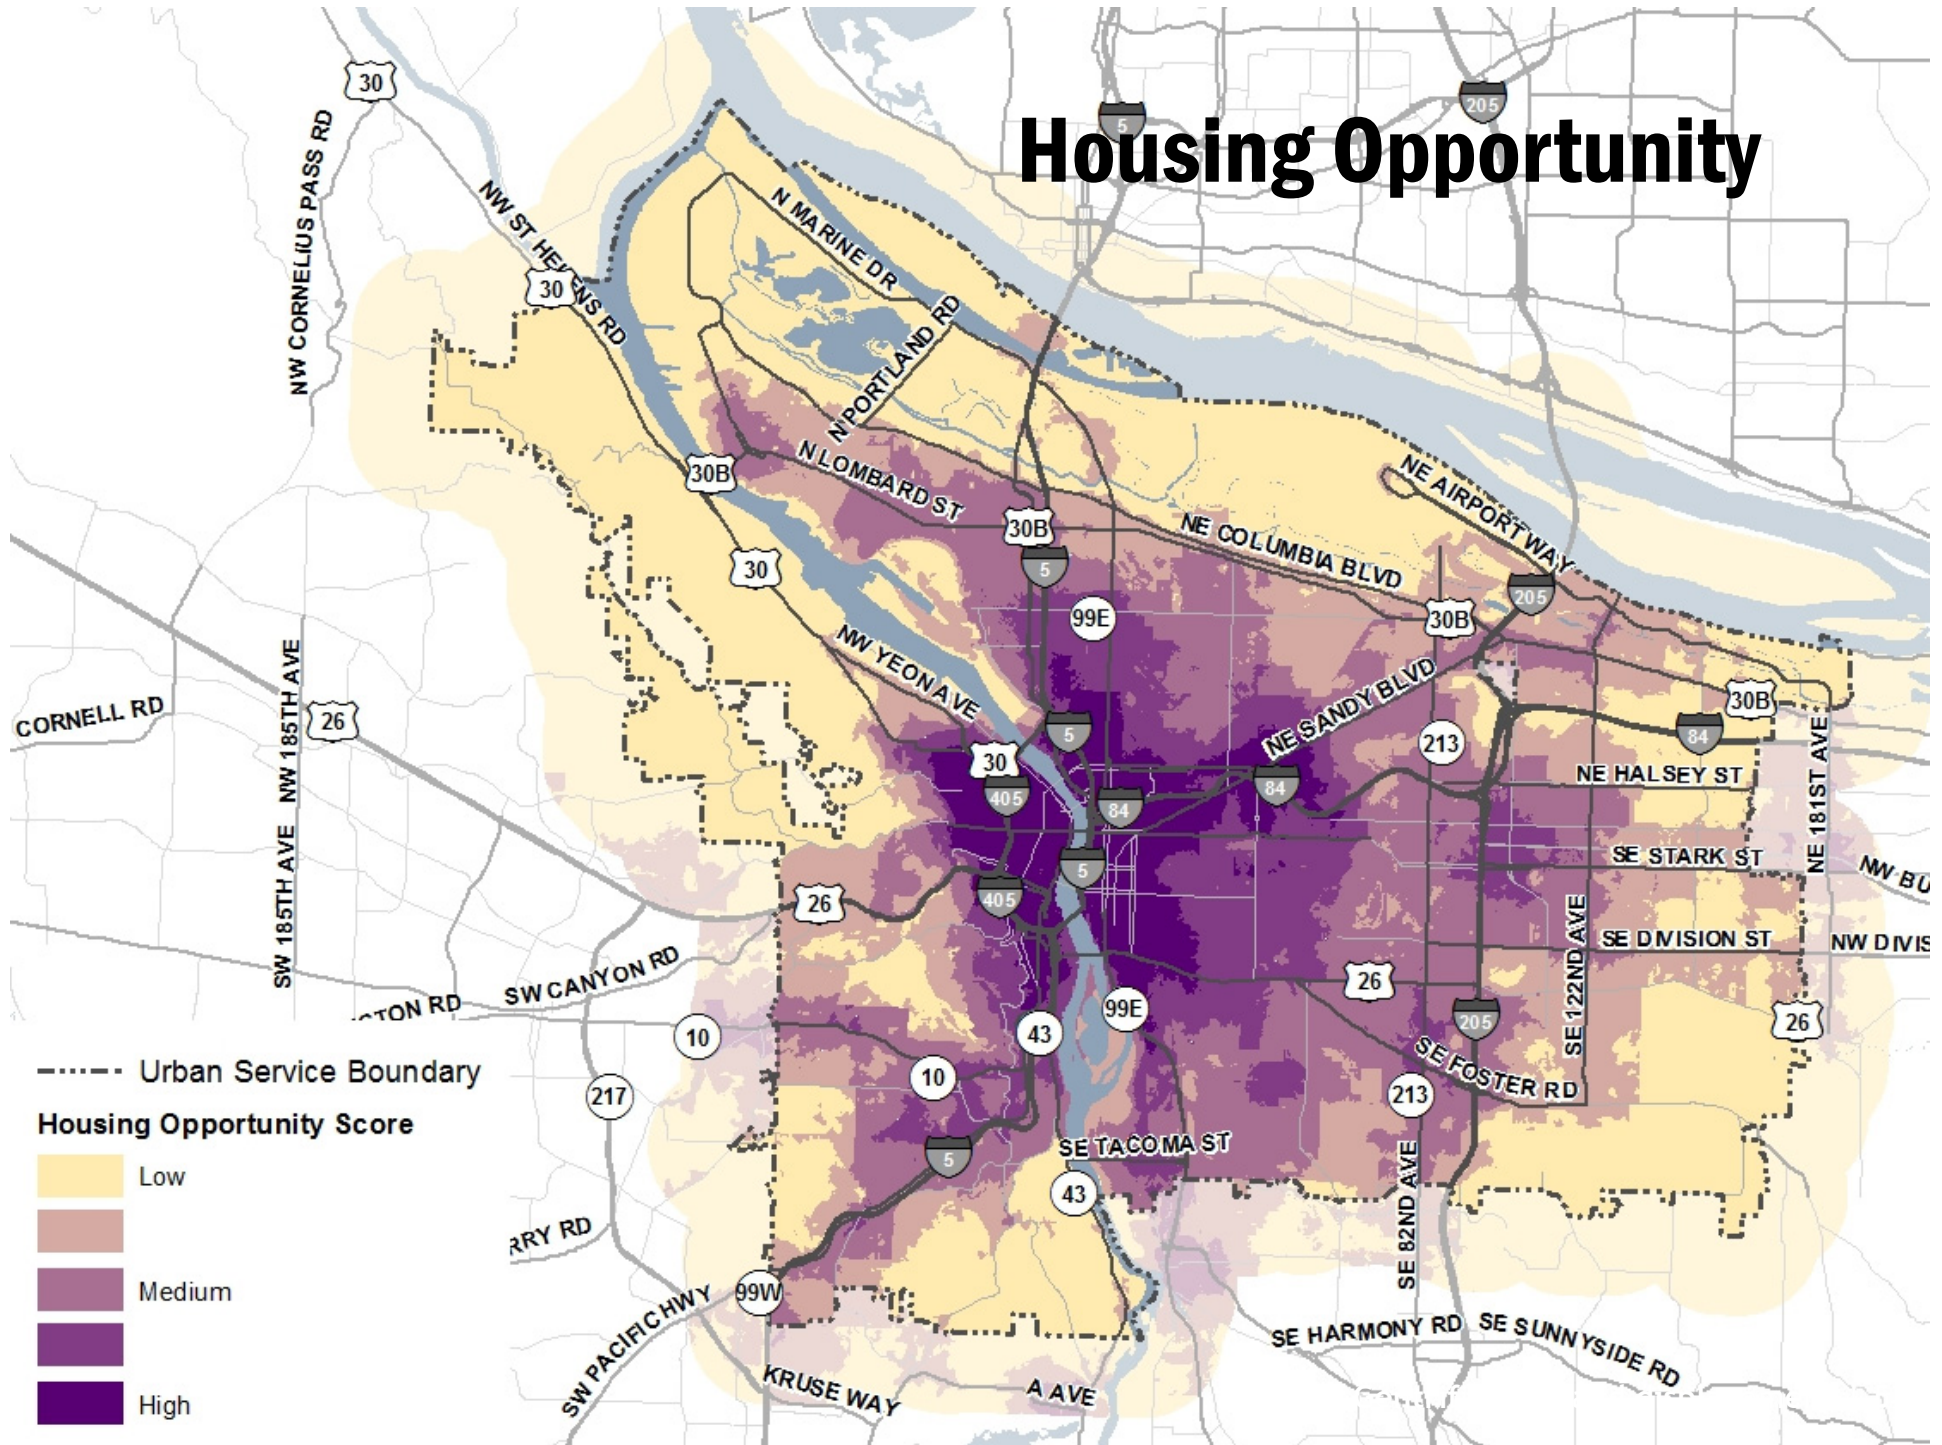 Housing Opportunity
30
5
205
NW CORNELIUS PASS RD
NW ST HELENS RD
30
N MARINE DR
N PORTLAND RD
30B
N LOMBARD ST
30B
NE COLUMBIA BLVD
NE AIRPORT WAY
30
5
99E
205
30B
NW YEON AVE
NE SANDY BLVD
NW 185TH AVE
CORNELL RD
26
5
213
30B
84
30
405
84
84
NE HALSEY ST
NE 181ST AVE
SW 185TH AVE
5
SE STARK ST
NW BU
26
405
SE DIVISION ST
NW DIVIS
SE 122ND AVE
SW CANYON RD
TON RD
26
10
43
99E
205
26
10
217
SE FOSTER RD
213
5
SE TACOMA ST
43
SE 82ND AVE
RRY RD
99W
SW PACIFIC HWY
KRUSE WAY
A AVE
SE HARMONY RD
SE SUNNYSIDE RD
Urban Service Boundary
Housing Opportunity Score
Low
Medium
High